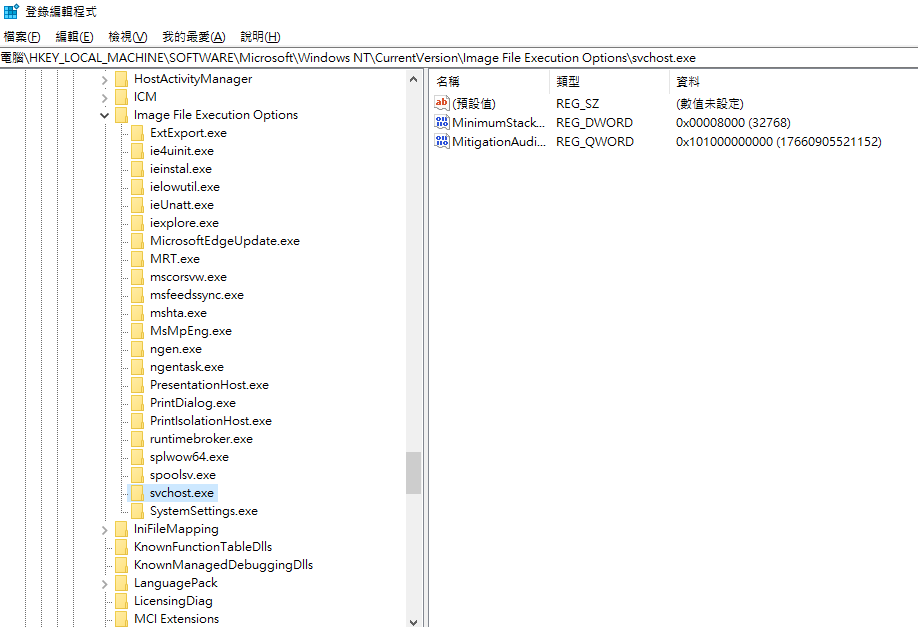 登錄編輯程式
檔案(F) 編輯(E) 檢視(V) 我的最愛(A) 說明(H)
電腦\HKEY_LOCAL_MACHINE\SOFTWARE\Microsoft\Windows NT\CurrentVersion\Image File Execution Options\svchost.exe
HostActivityManager
ICM
Image File Execution Options
ExtExport.exe
ie4uinit.exe
ieinstal.exe
ielowutil.exe
ieUnatt.exe
iexplore.exe
MicrosoftEdgeUpdate.exe
MRT.exe
mscorsvw.exe
msfeedssync.exe
mshta.exe
MsMpEng.exe
ngen.exe
ngentask.exe
PresentationHost.exe
PrintDialog.exe
PrintIsolationHost.exe
runtimebroker.exe
splwow64.exe
spoolsv.exe
svchost.exe
SystemSettings.exe
IniFileMapping
KnownFunctionTableDlls
KnownManagedDebuggingDlls
LanguagePack
LicensingDiag
MCI Extensions
名稱 類型 資料
(預設值) REG_SZ (數值未設定)
MinimumStack... REG_DWORD 0x00008000 (32768)
MitigationAudi... REG_QWORD 0x101000000000 (17660905521152)